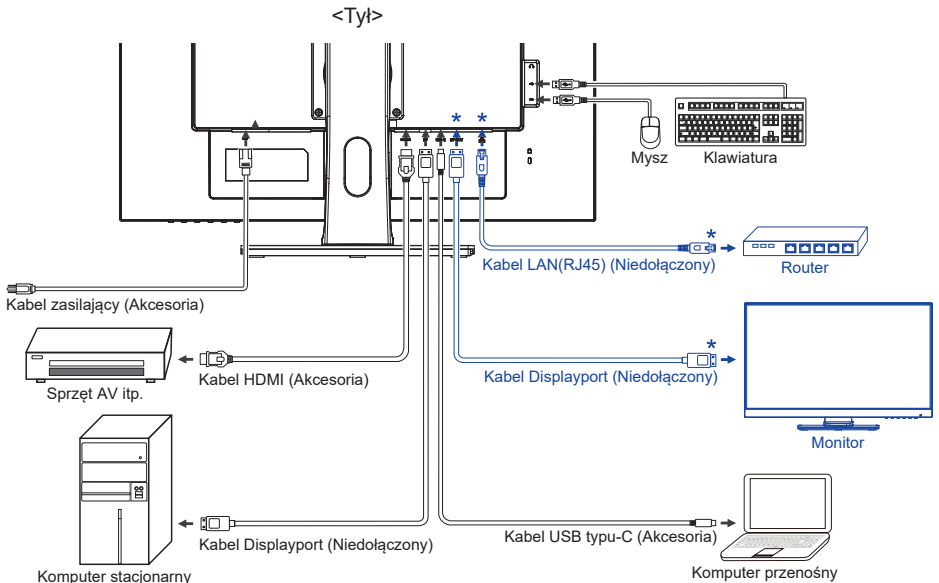 <Tył>
*
*
Mysz
Klawiatura
*
Kabel LAN(RJ45) (Niedołączony)
Router
Kabel zasilający (Akcesoria)
*
Kabel HDMI (Akcesoria)
Kabel Displayport (Niedołączony)
Sprzęt AV itp.
Monitor
Kabel USB typu-C (Akcesoria)
Kabel Displayport (Niedołączony)
Komputer stacjonarny
Komputer przenośny